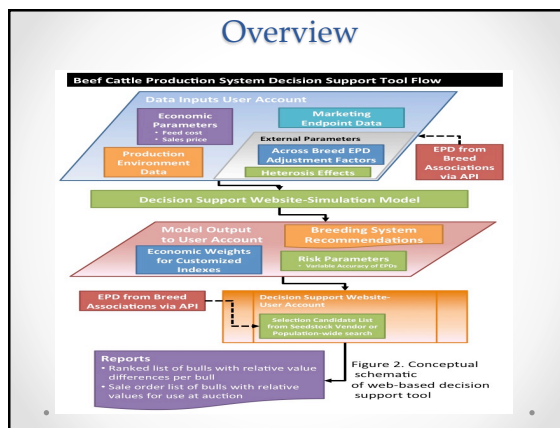 Overview
Beef Cattle Production System Decision Support Tool Flow
Data Inputs User Account
Economic
Parameters
• Feed cost
• Sales price
Marketing
Endpoint Data
Production
Environment
Data
External Parameters
Across Breed EPD
Adjustment Factors
Heterosis Effects
EPD from
Breed
Associations
via API
Decision Support Website-Simulation Model
Model Output
to User Account
Breeding System
Recommendations
Economic Weights
for Customized
Indexes
Risk Parameters
• Variable Accuracy of EPDs
EPD from Breed
Associations via API
Decision Support Website-
User Account
Selection Candidate List
from Seedstock Vendor or
Population-wide search
Reports
• Ranked list of bulls with relative value
differences per bull
• Sale order list of bulls with relative
values for use at auction
Figure 2. Conceptual
schematic
of web-based decision
support tool